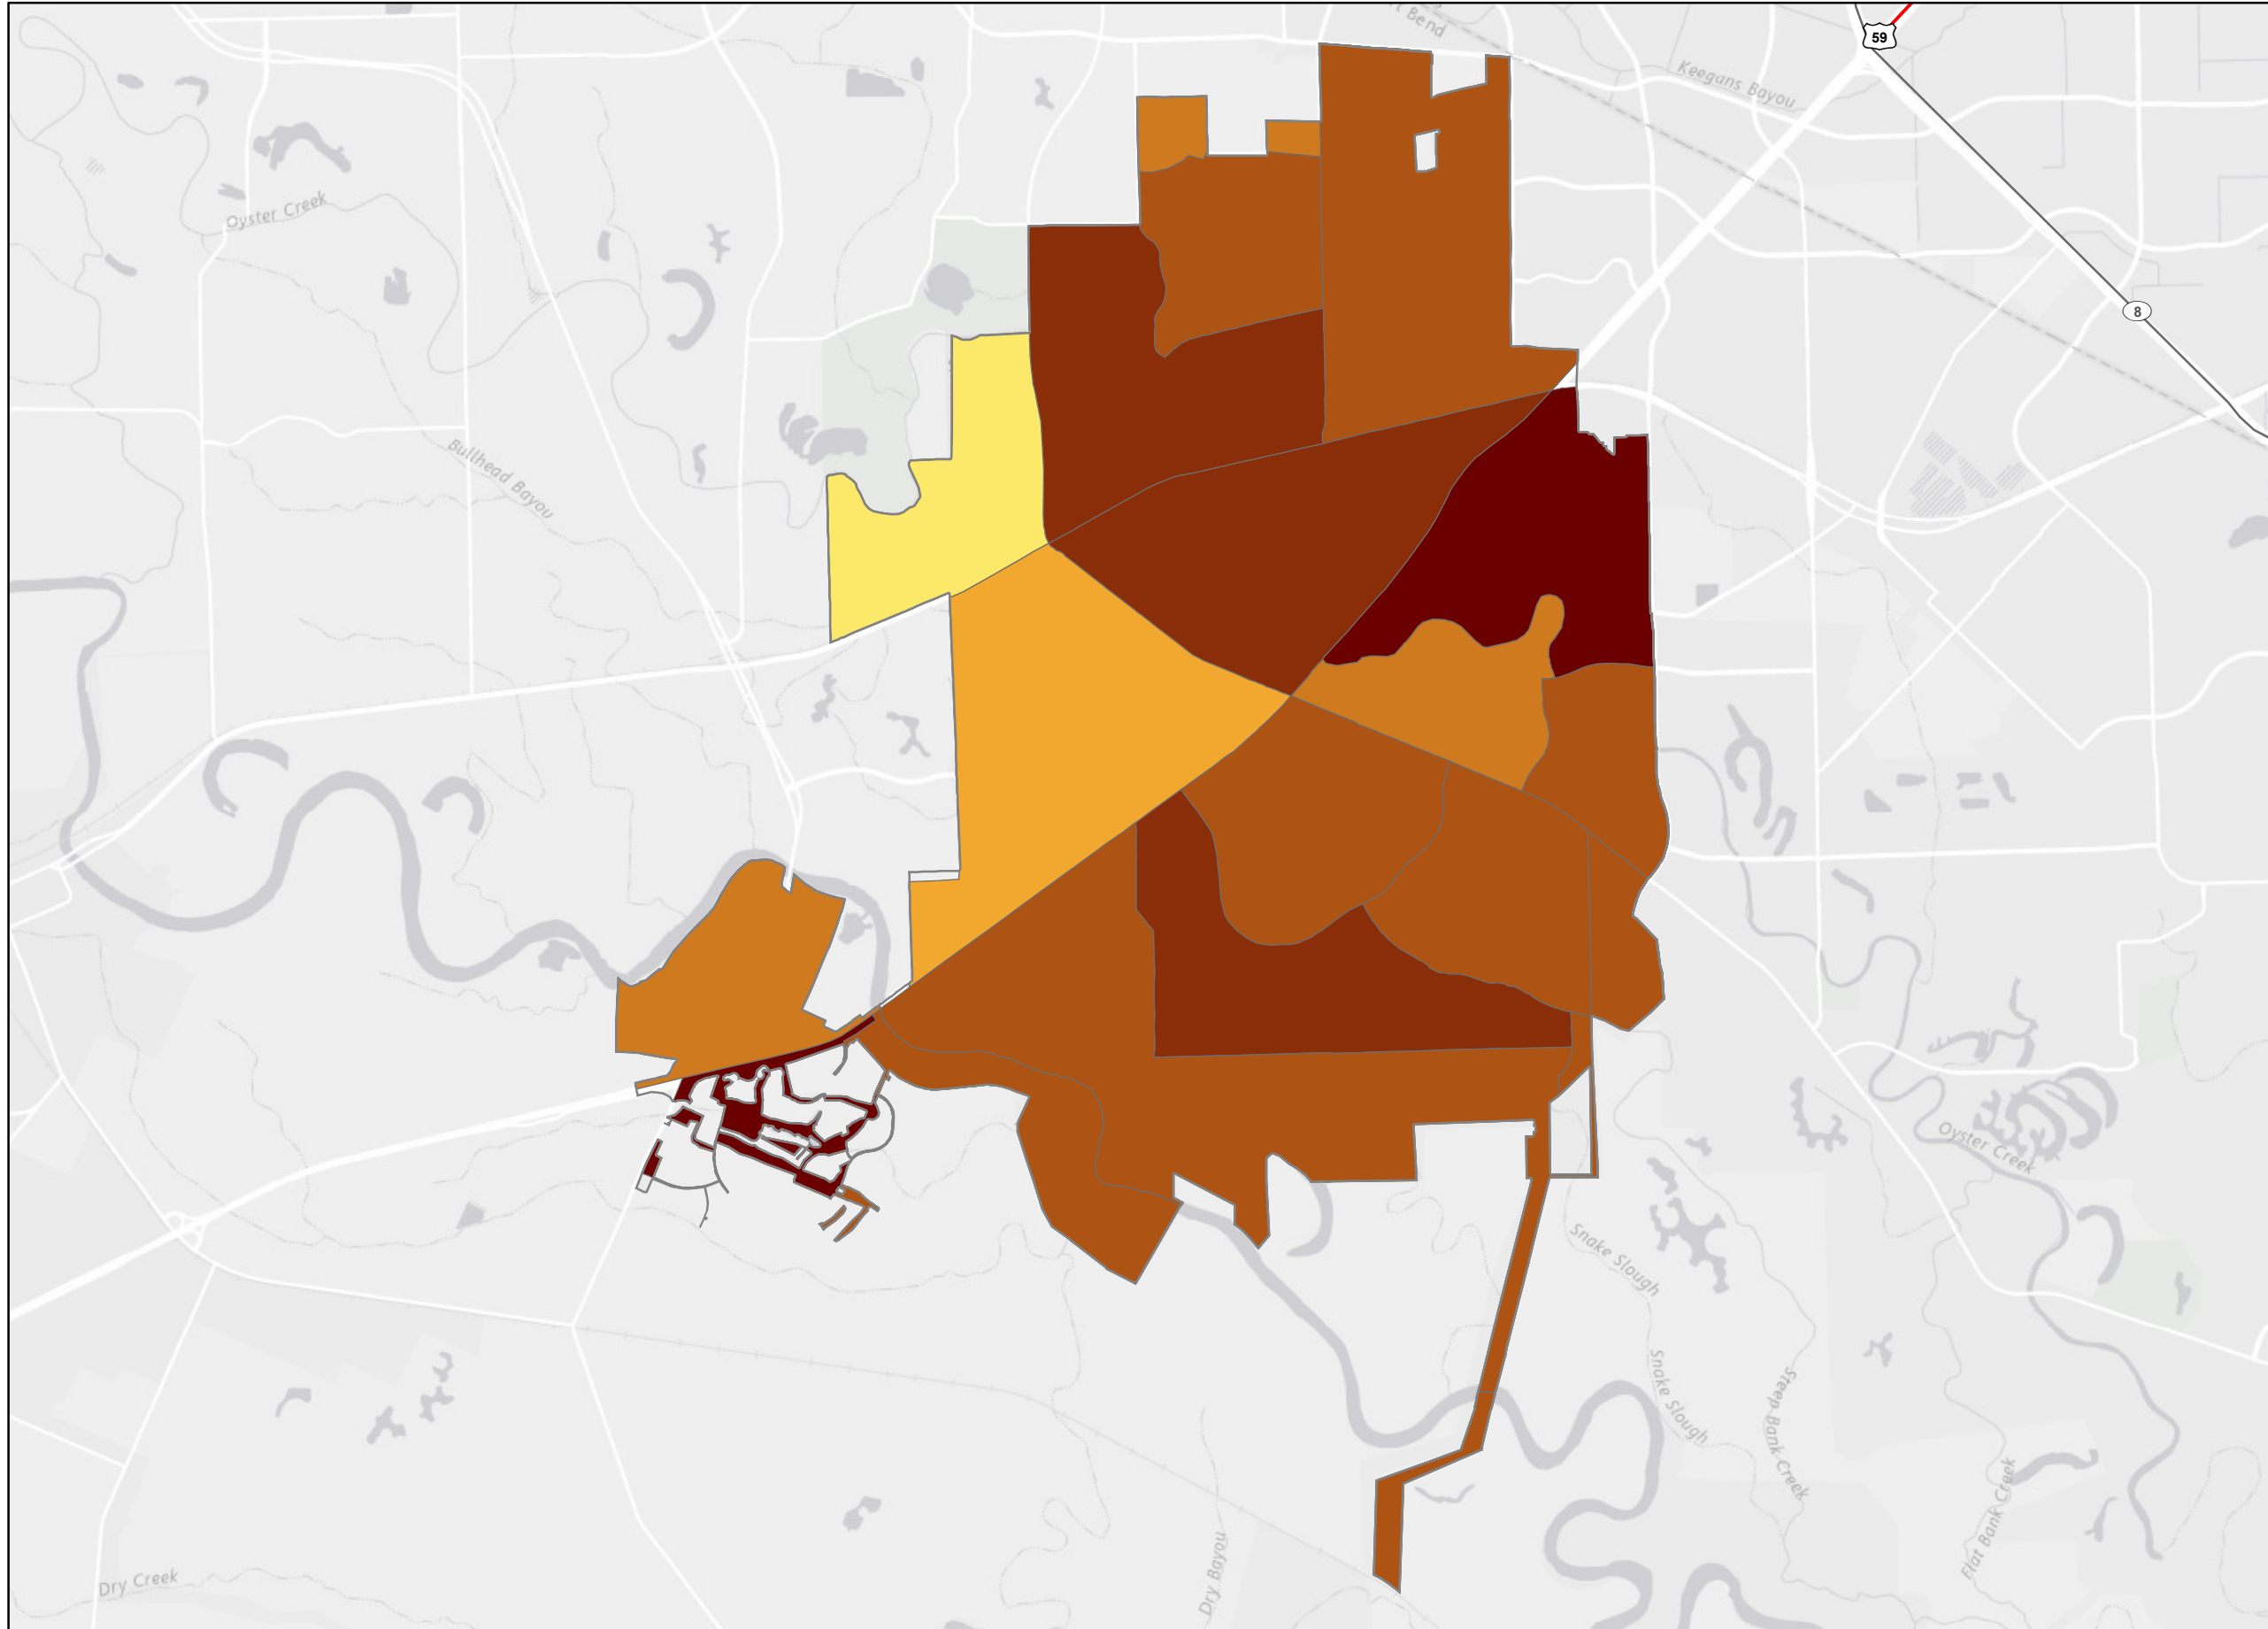 t Bend
59
Keegans Bayou
Oyster Creek
8
Bullhead Bayou
Oyster Creek
Snake Slough
Snake Slough
Steep Bank Creek
Flat Bank Creek
Dry Bayou
Dry Creek